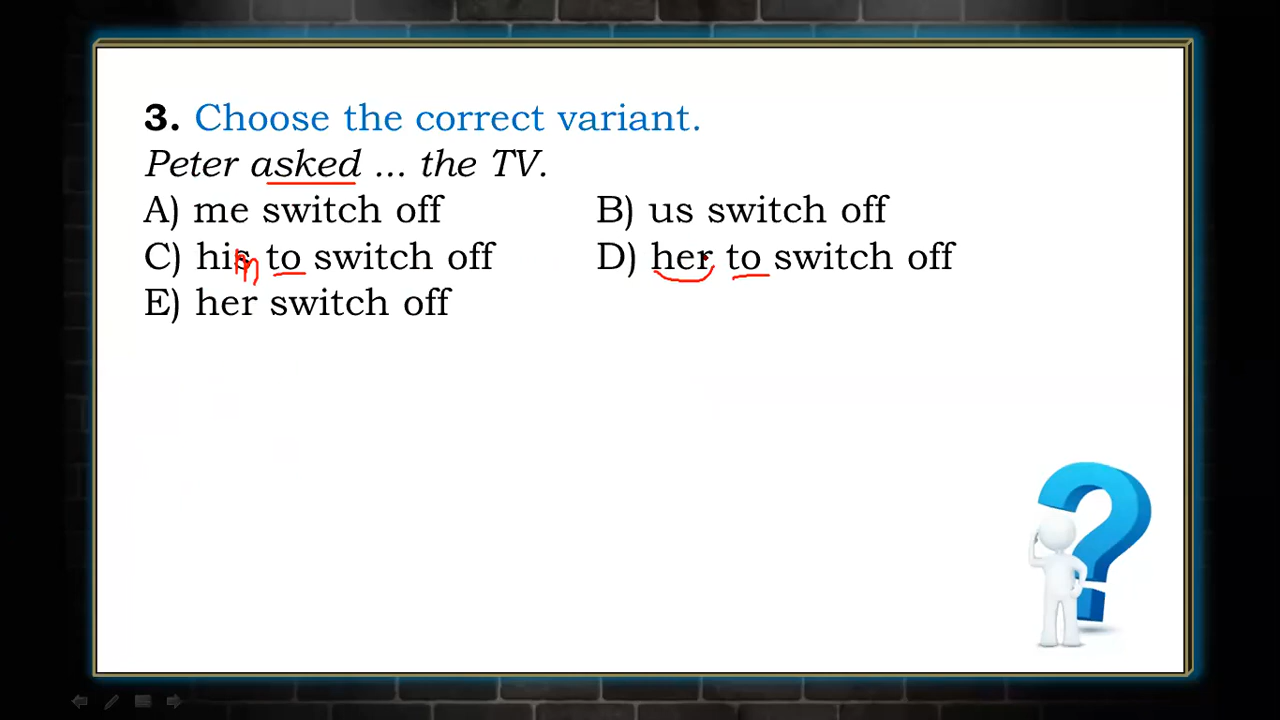 3. Choose the correct variant.
Peter asked ... the TV.
A) me switch off B) us switch off
C) his to switch off D) her to switch off
m
E) her switch off